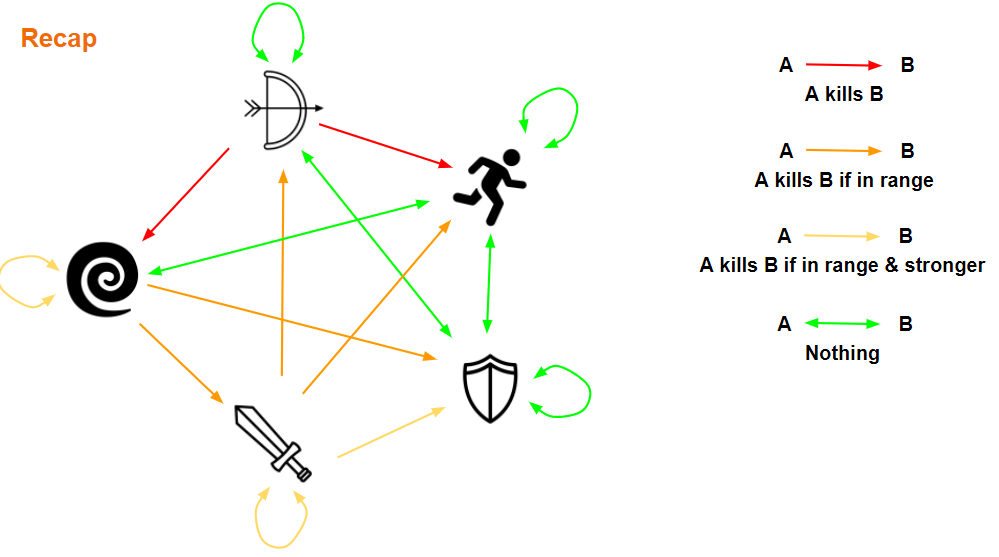 Recap
A B
A kills B
A B
A kills B if in range
A B
A kills B if in range & stronger
A B
Nothing